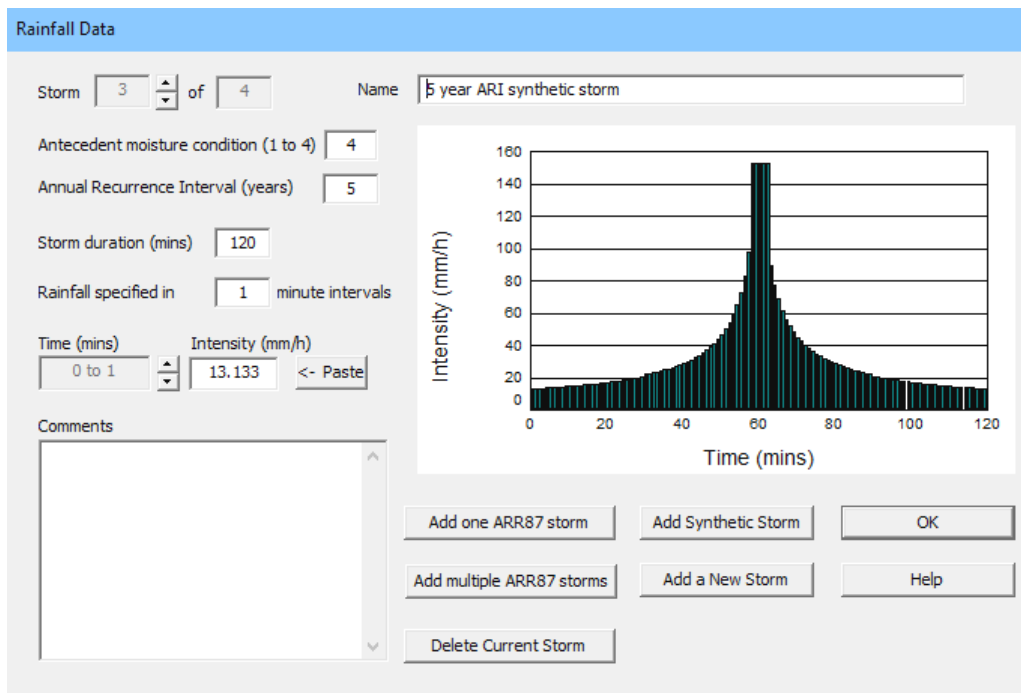 Rainfall Data
Storm 3 of 4 Name 5 year ARI synthetic storm
Antecedent moisture condition (1 to 4) 4
Annual Recurrence Interval (years) 5
Storm duration (mins) 120
Rainfall specified in 1 minute intervals
Time (mins) Intensity (mm/h)
0 to 1 13.133 <- Paste
Comments
Intensity (mm/h)
160
140
120
100
80
60
40
20
0
0 20 40 60 80 100 120
Time (mins)
Add one ARR87 storm Add Synthetic Storm OK
Add multiple ARR87 storms Add a New Storm Help
Delete Current Storm